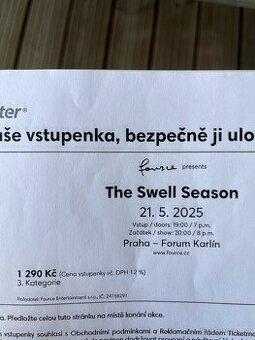 ter®
aše vstupenka, bezpečně ji ulo
fource presents
The Swell Season
21. 5. 2025
Vstup / doors: 19:00 / 7 p.m.
Začátek / show: 20:00 / 8 p.m.
Praha – Forum Karlín
www.fource.cz
1 290 Kč (Cena vstupenky vč. DPH 12 %)
3. Kategorie
Pořadatel: Fource Entertainment s.r.o., IČ: 24158291
a. Předložte celou tuto stránku na místě konání akce.
vstupenky souhlasí s Obchodními podmínkami a Reklamačním řádem Ticketm